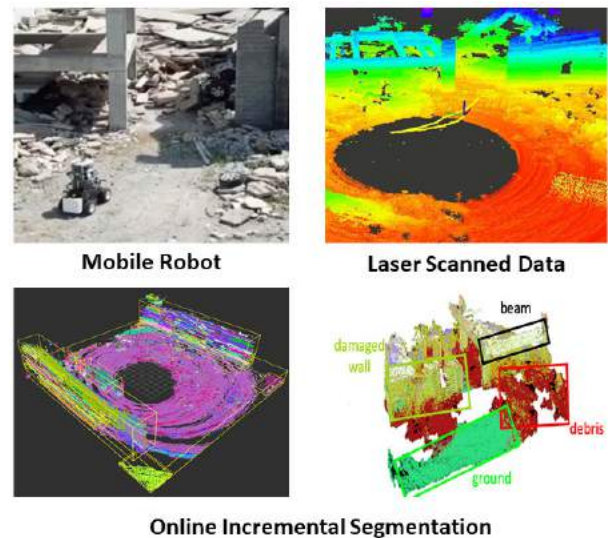 Mobile Robot
Laser Scanned Data
beam
damaged
wall
debris
ground
Online Incremental Segmentation